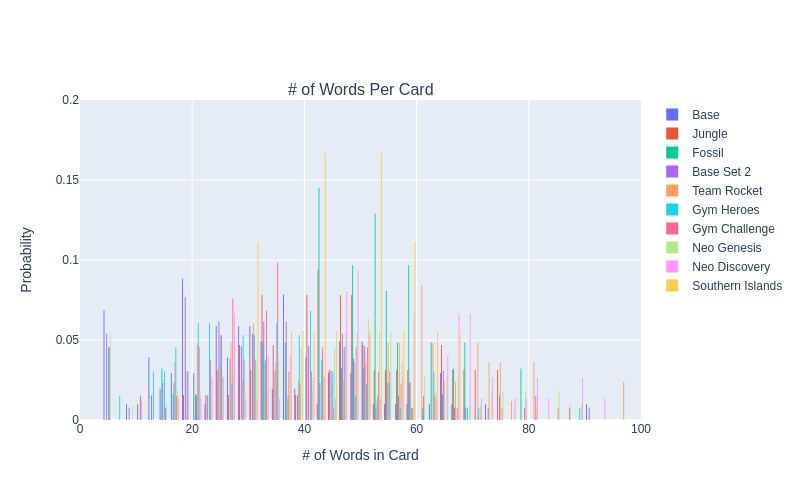 # of Words Per Card
0.2
0.15
0.1
0.05
0
Probability
0 20 40 60 80 100
# of Words in Card
Base
Jungle
Fossil
Base Set 2
Team Rocket
Gym Heroes
Gym Challenge
Neo Genesis
Neo Discovery
Southern Islands